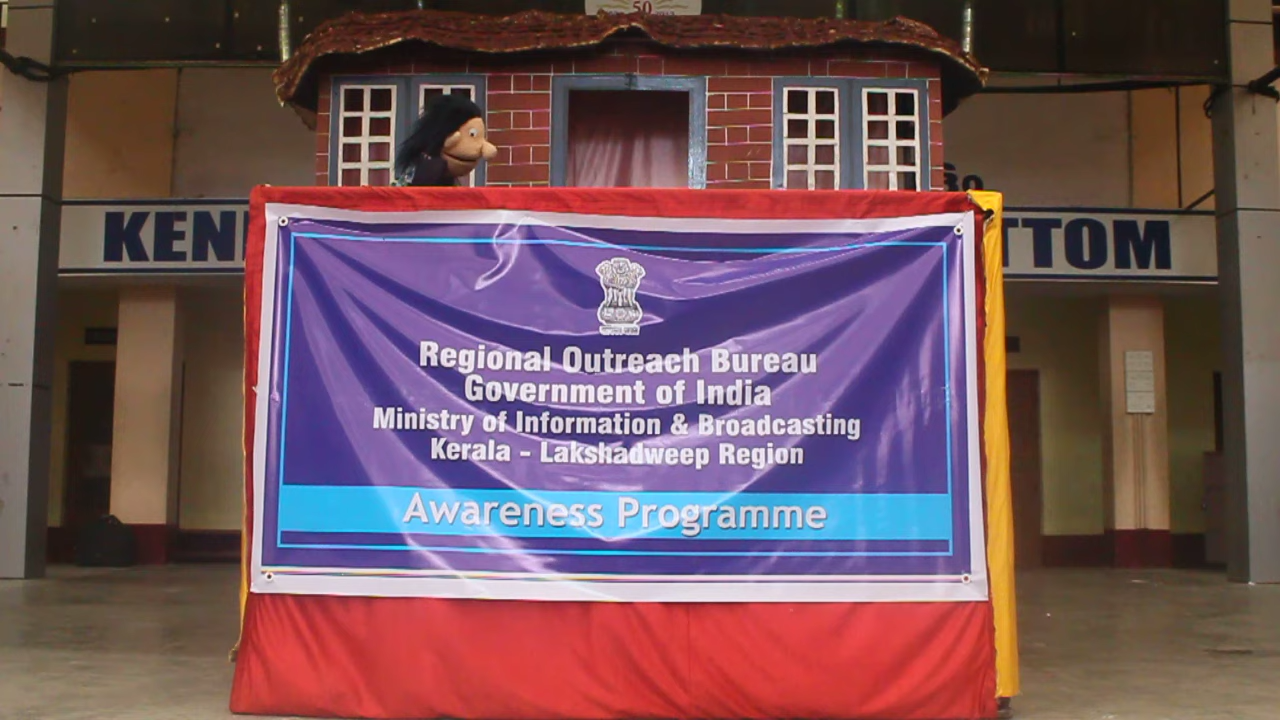 50
KEN
TTOM
Regional Outreach Bureau
Government of India
Ministry of Information & Broadcasting
Kerala - Lakshadweep Region
Awareness Programme